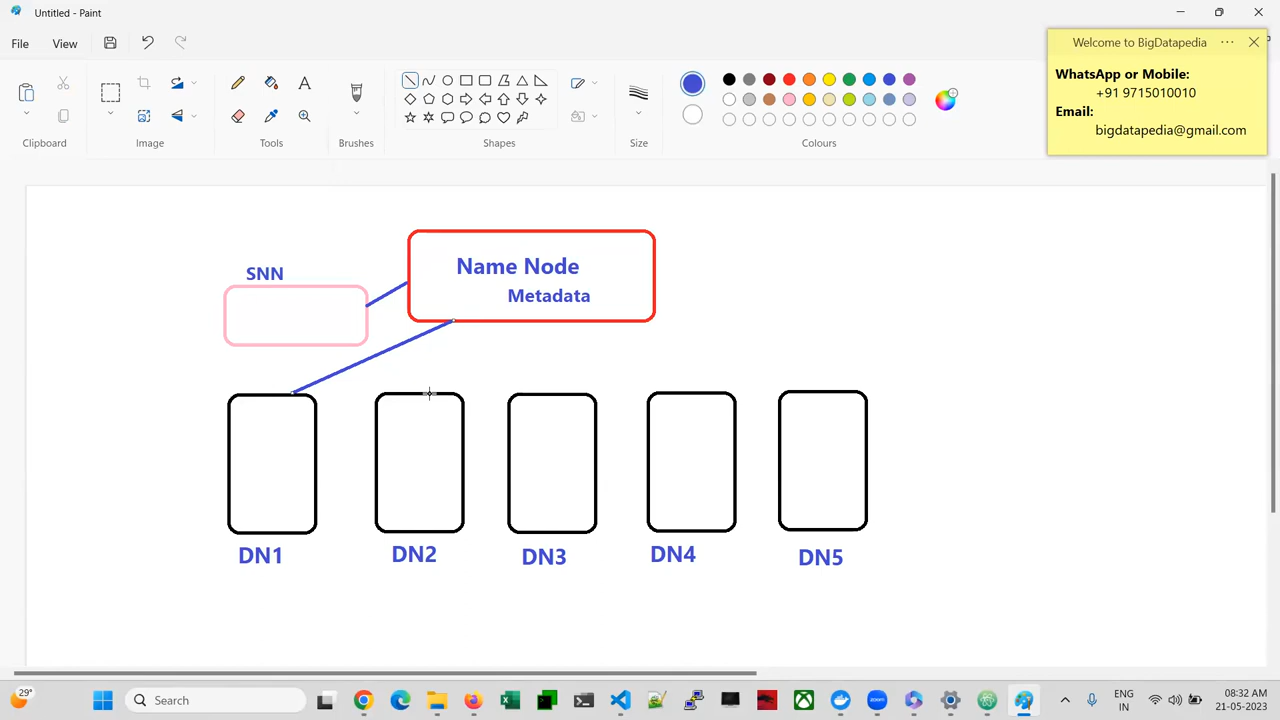 Untitled - Paint
File
View
Welcome to BigDatapedia
WhatsApp or Mobile:
+91 9715010010
Email:
bigdatapedia@gmail.com
Clipboard
Image
Tools
Brushes
Shapes
Size
Colours
SNN
Name Node
Metadata
DN1
DN2
DN3
DN4
DN5
29°
Search
ENG
IN
08:32 AM
21-05-2023